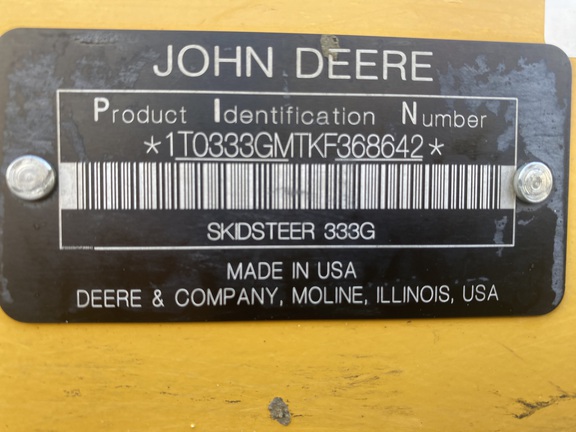 JOHN DEERE
Product Identification Number
*1T0333GMTKF368642*
SKIDSTEER 333G
MADE IN USA
DEERE & COMPANY, MOLINE, ILLINOIS, USA